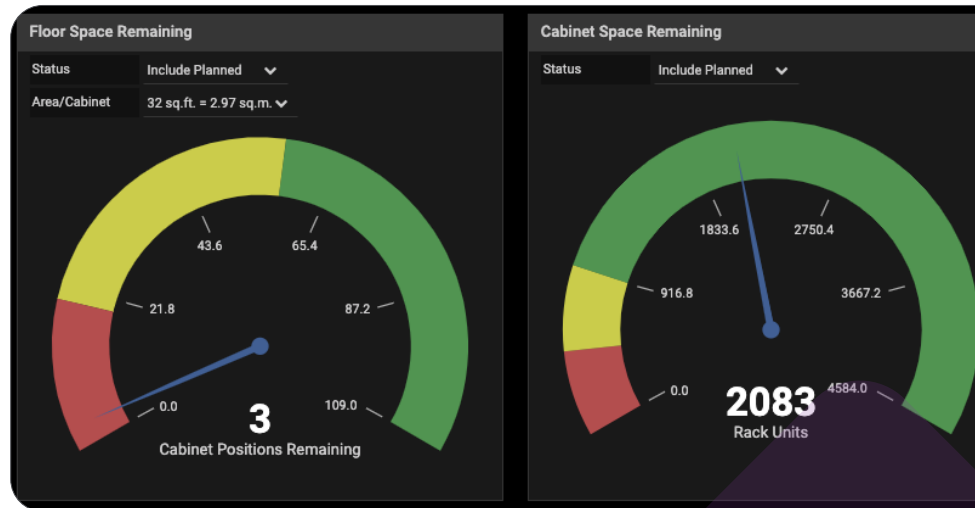 Floor Space Remaining
Status
Include Planned
Area/Cabinet
32 sq.ft. = 2.97 sq.m.
43.6
65.4
21.8
87.2
0.0
109.0
3
Cabinet Positions Remaining
Cabinet Space Remaining
Status
Include Planned
1833.6
2750.4
916.8
3667.2
0.0
4584.0
2083
Rack Units